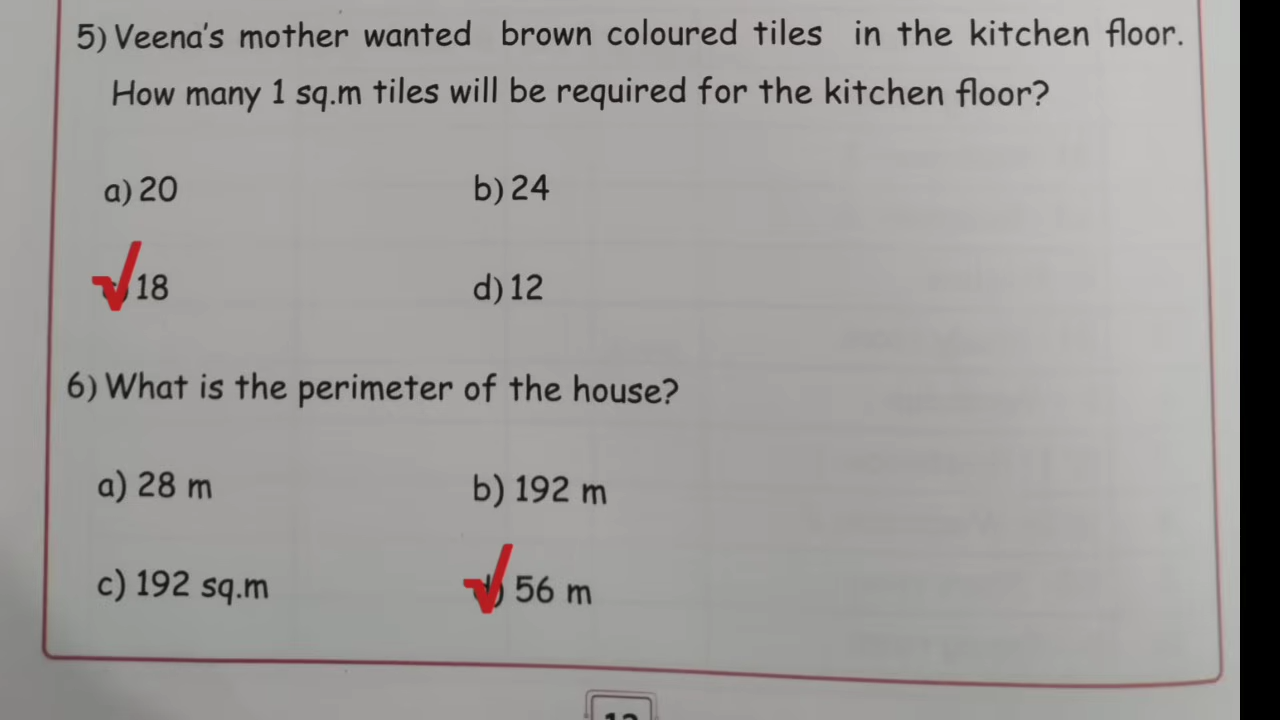 5) Veena's mother wanted brown coloured tiles in the kitchen floor.
How many 1 sq.m tiles will be required for the kitchen floor?
a) 20 b) 24
18 d) 12
6) What is the perimeter of the house?
a) 28 m b) 192 m
c) 192 sq.m 56 m